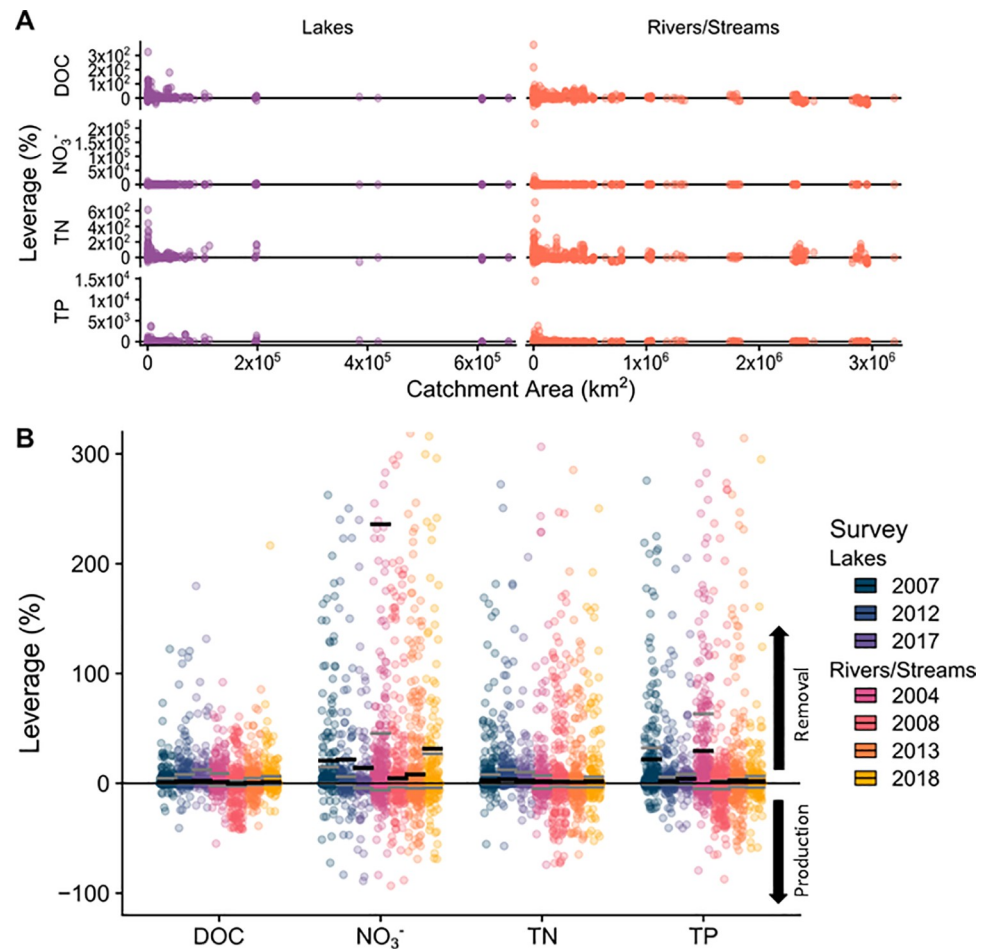 A
Lakes
Rivers/Streams
Leverage (%)
DOC
3x10²
2x10²
1x10²
0
NO₃⁻
2x10⁵
1.5x10⁵
1x10⁵
5x10⁴
0
TN
6x10²
4x10²
2x10²
0
TP
1.5x10⁴
1x10⁴
5x10³
0
0 2x10⁵ 4x10⁵ 6x10⁵ 0 1x10⁶ 2x10⁶ 3x10⁶
Catchment Area (km²)
B
Leverage (%)
300
200
100
0
−100
Removal
Production
DOC NO₃⁻ TN TP
Survey
Lakes
2007
2012
2017
Rivers/Streams
2004
2008
2013
2018